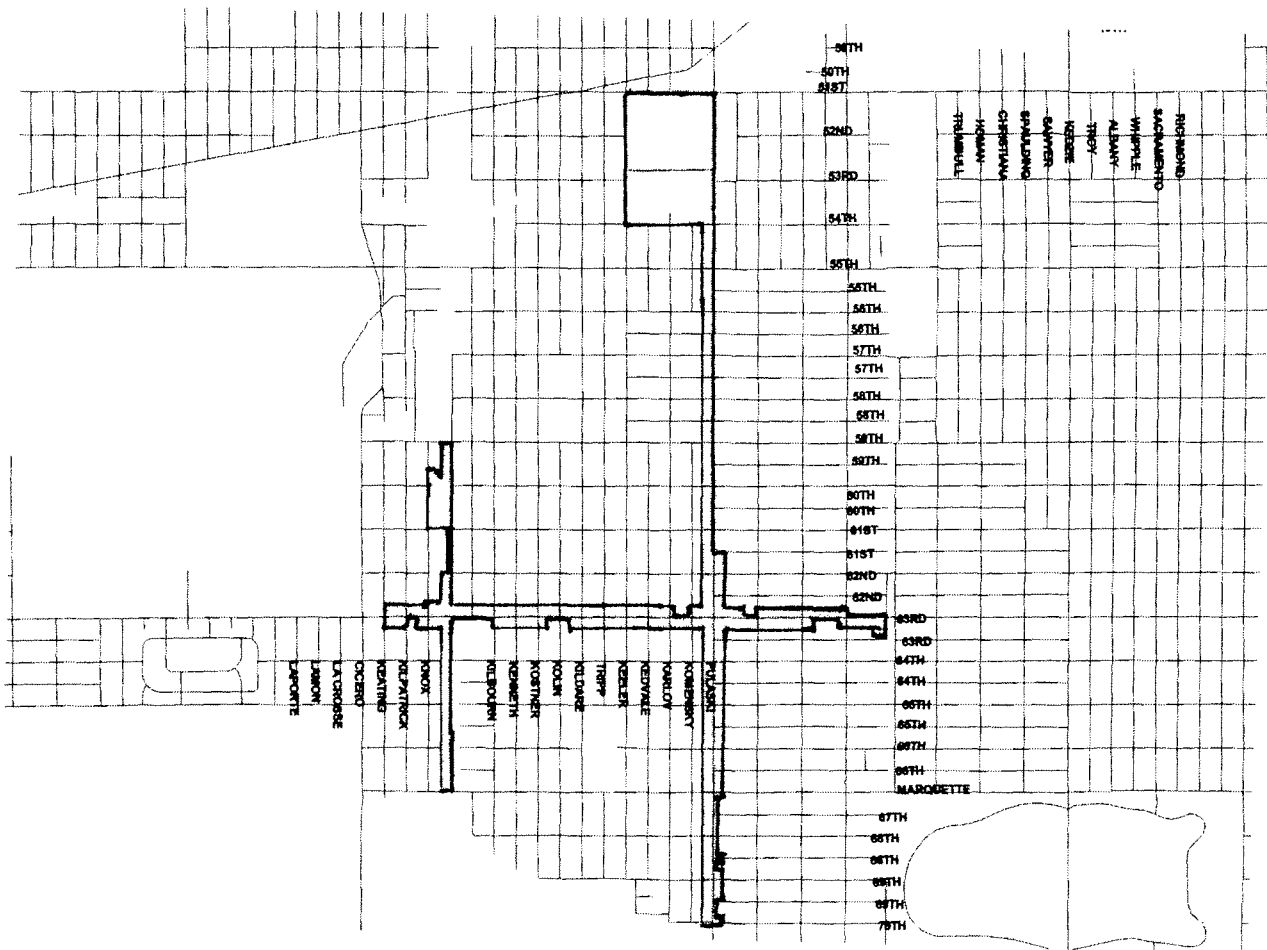 50TH
51ST
52ND
53RD
54TH
55TH
55TH
56TH
56TH
57TH
57TH
58TH
58TH
59TH
59TH
60TH
60TH
61ST
61ST
62ND
62ND
63RD
63RD
64TH
64TH
65TH
65TH
66TH
66TH
MARQUETTE
67TH
68TH
69TH
69TH
70TH
TRUMBULL
HOMAN
CHRISTIANA
SPAULDING
SAWYER
KEDZIE
TROY
ALBANY
WHIPPLE
SACRAMENTO
RICHMOND
LAPORTE
LAMON
LA CROSSE
CICERO
KEATING
KILPATRICK
KNOX
KILBOURN
KENNETH
KOSTNER
KOLIN
KILDARE
TRIPP
KEELER
KEDVALE
KARLOV
KOMENSKY
PULASKI